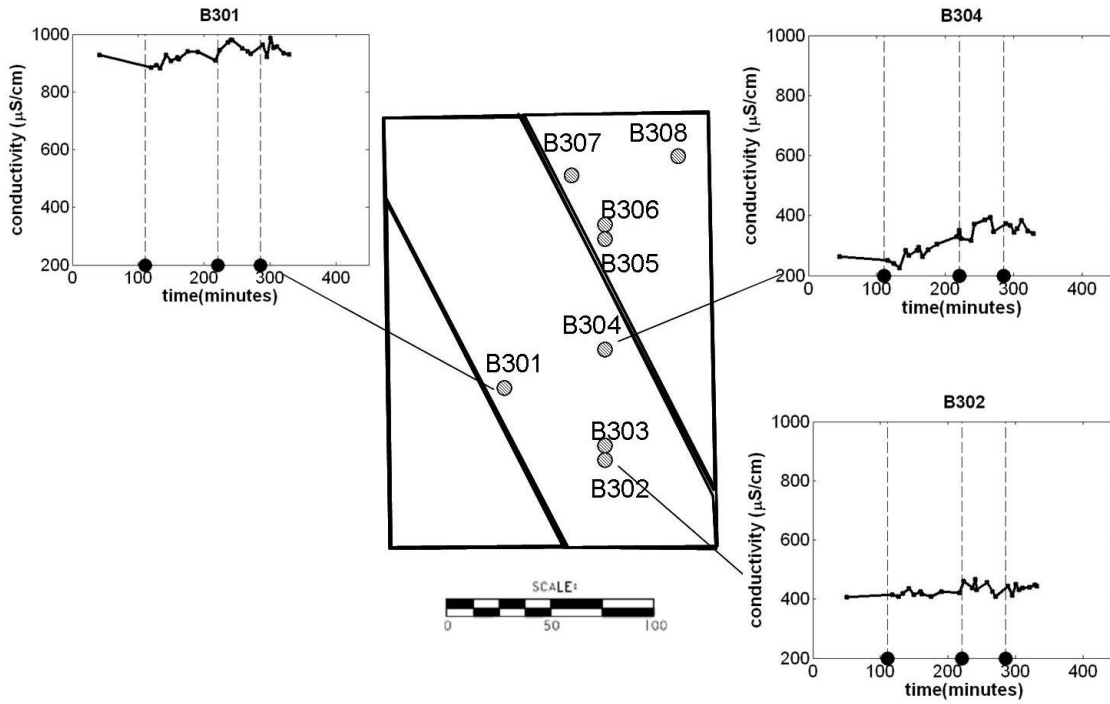 B301
1000
800
600
400
200
conductivity (μS/cm)
0 100 200 300 400
time(minutes)
B304
1000
800
600
400
200
conductivity (μS/cm)
0 100 200 300 400
time(minutes)
B307
B308
B306
B305
B304
B301
B303
B302
SCALE:
0 50 100
B302
1000
800
600
400
200
conductivity (μS/cm)
0 100 200 300 400
time(minutes)